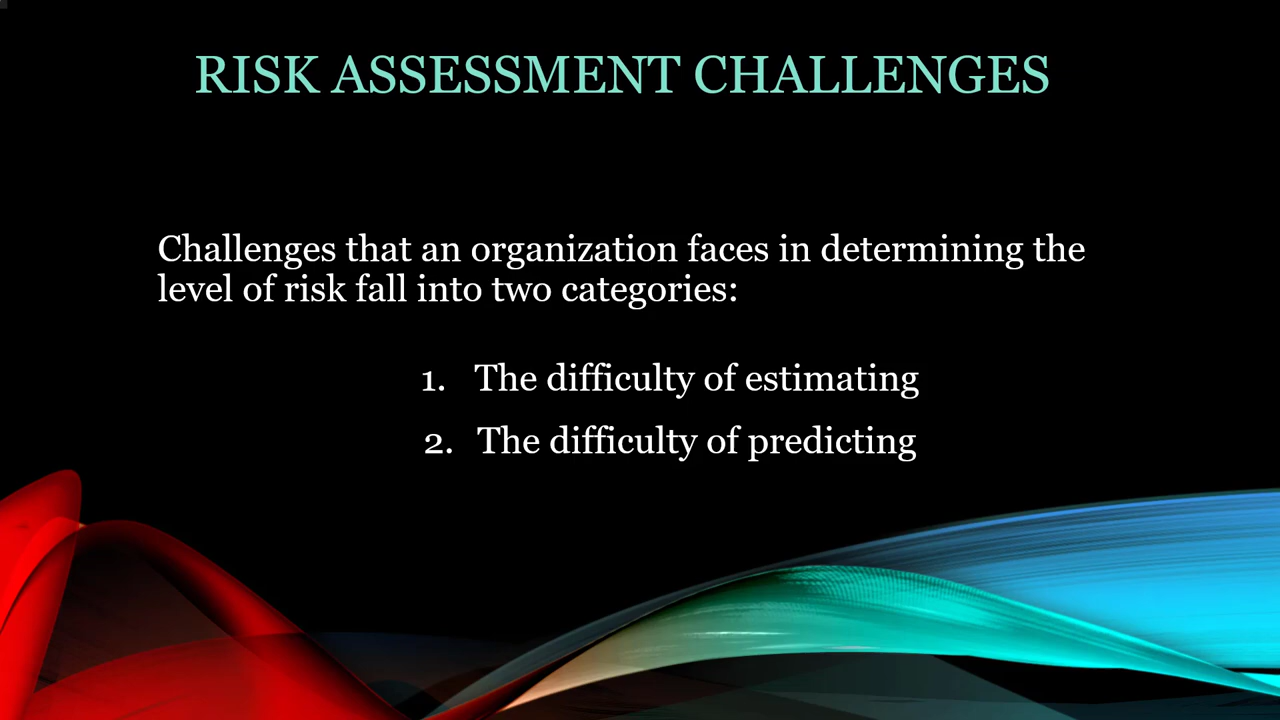 RISK ASSESSMENT CHALLENGES
Challenges that an organization faces in determining the
level of risk fall into two categories:
1. The difficulty of estimating
2. The difficulty of predicting